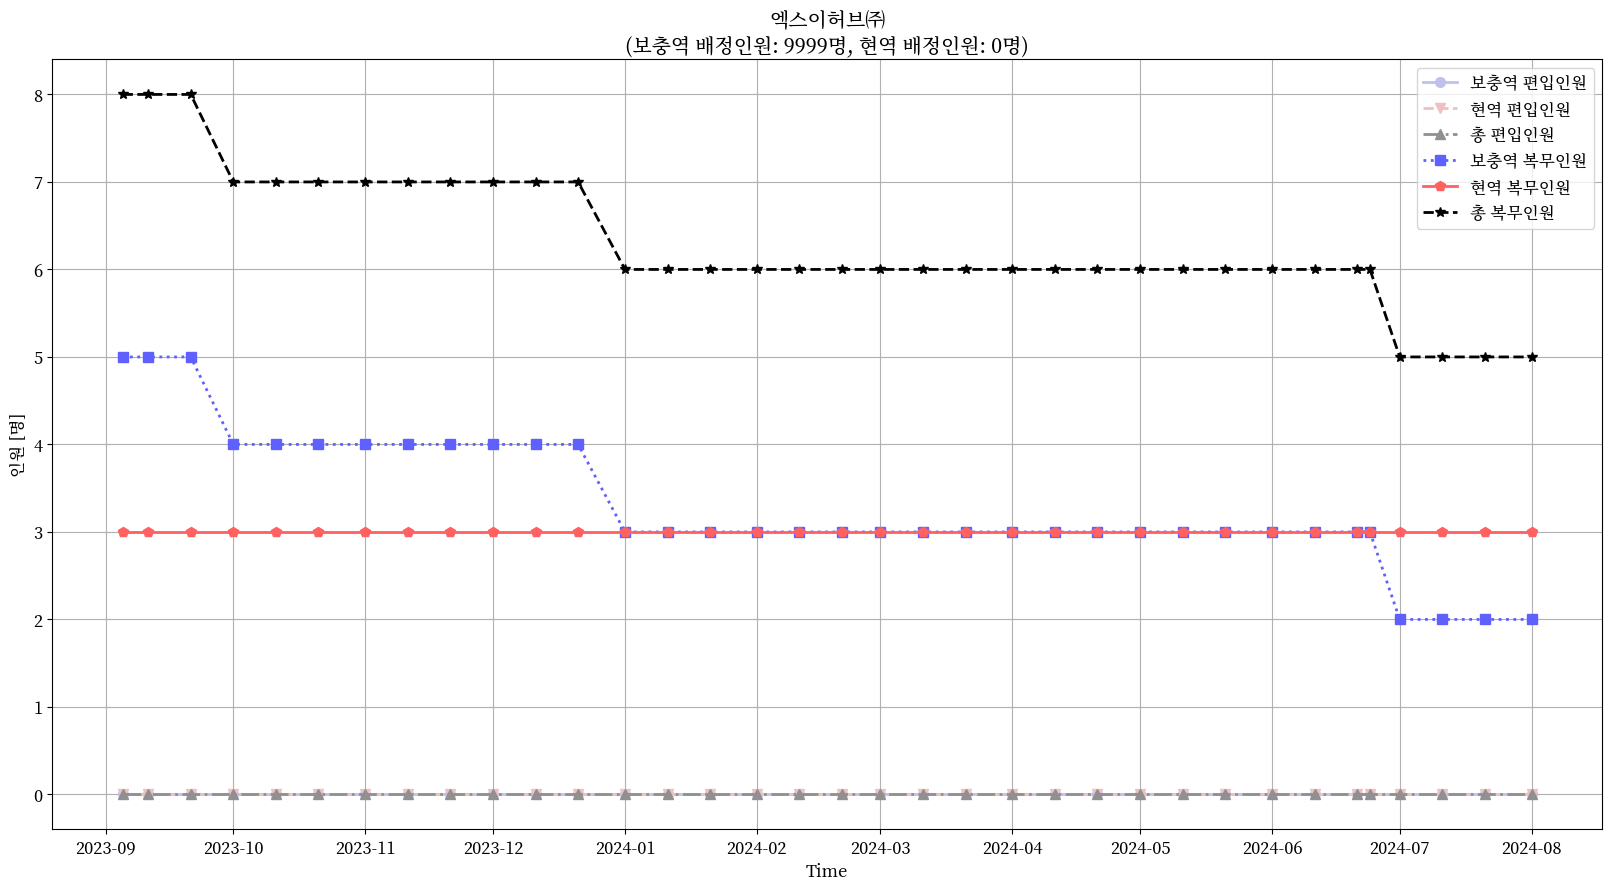 엑스이허브㈜
(보충역 배정인원: 9999명, 현역 배정인원: 0명)
보충역 편입인원
현역 편입인원
총 편입인원
보충역 복무인원
현역 복무인원
총 복무인원
인원 [명]
8
7
6
5
4
3
2
1
0
2023-09 2023-10 2023-11 2023-12 2024-01 2024-02 2024-03 2024-04 2024-05 2024-06 2024-07 2024-08
Time